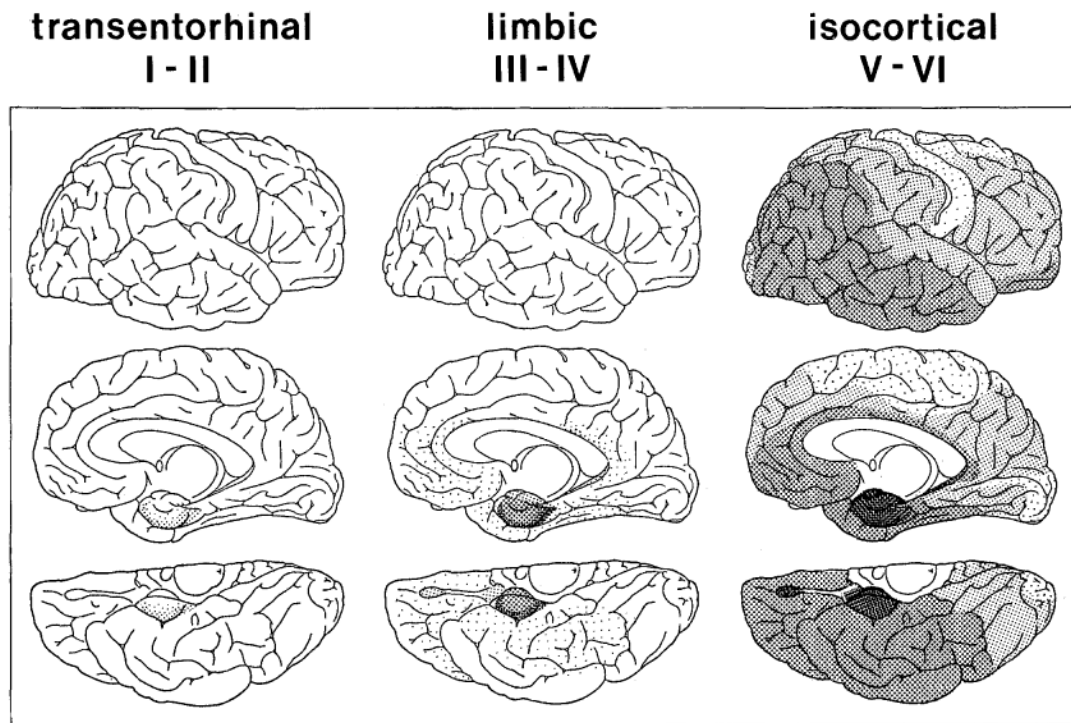 transentorhinal
I - II
limbic
III - IV
isocortical
V - VI